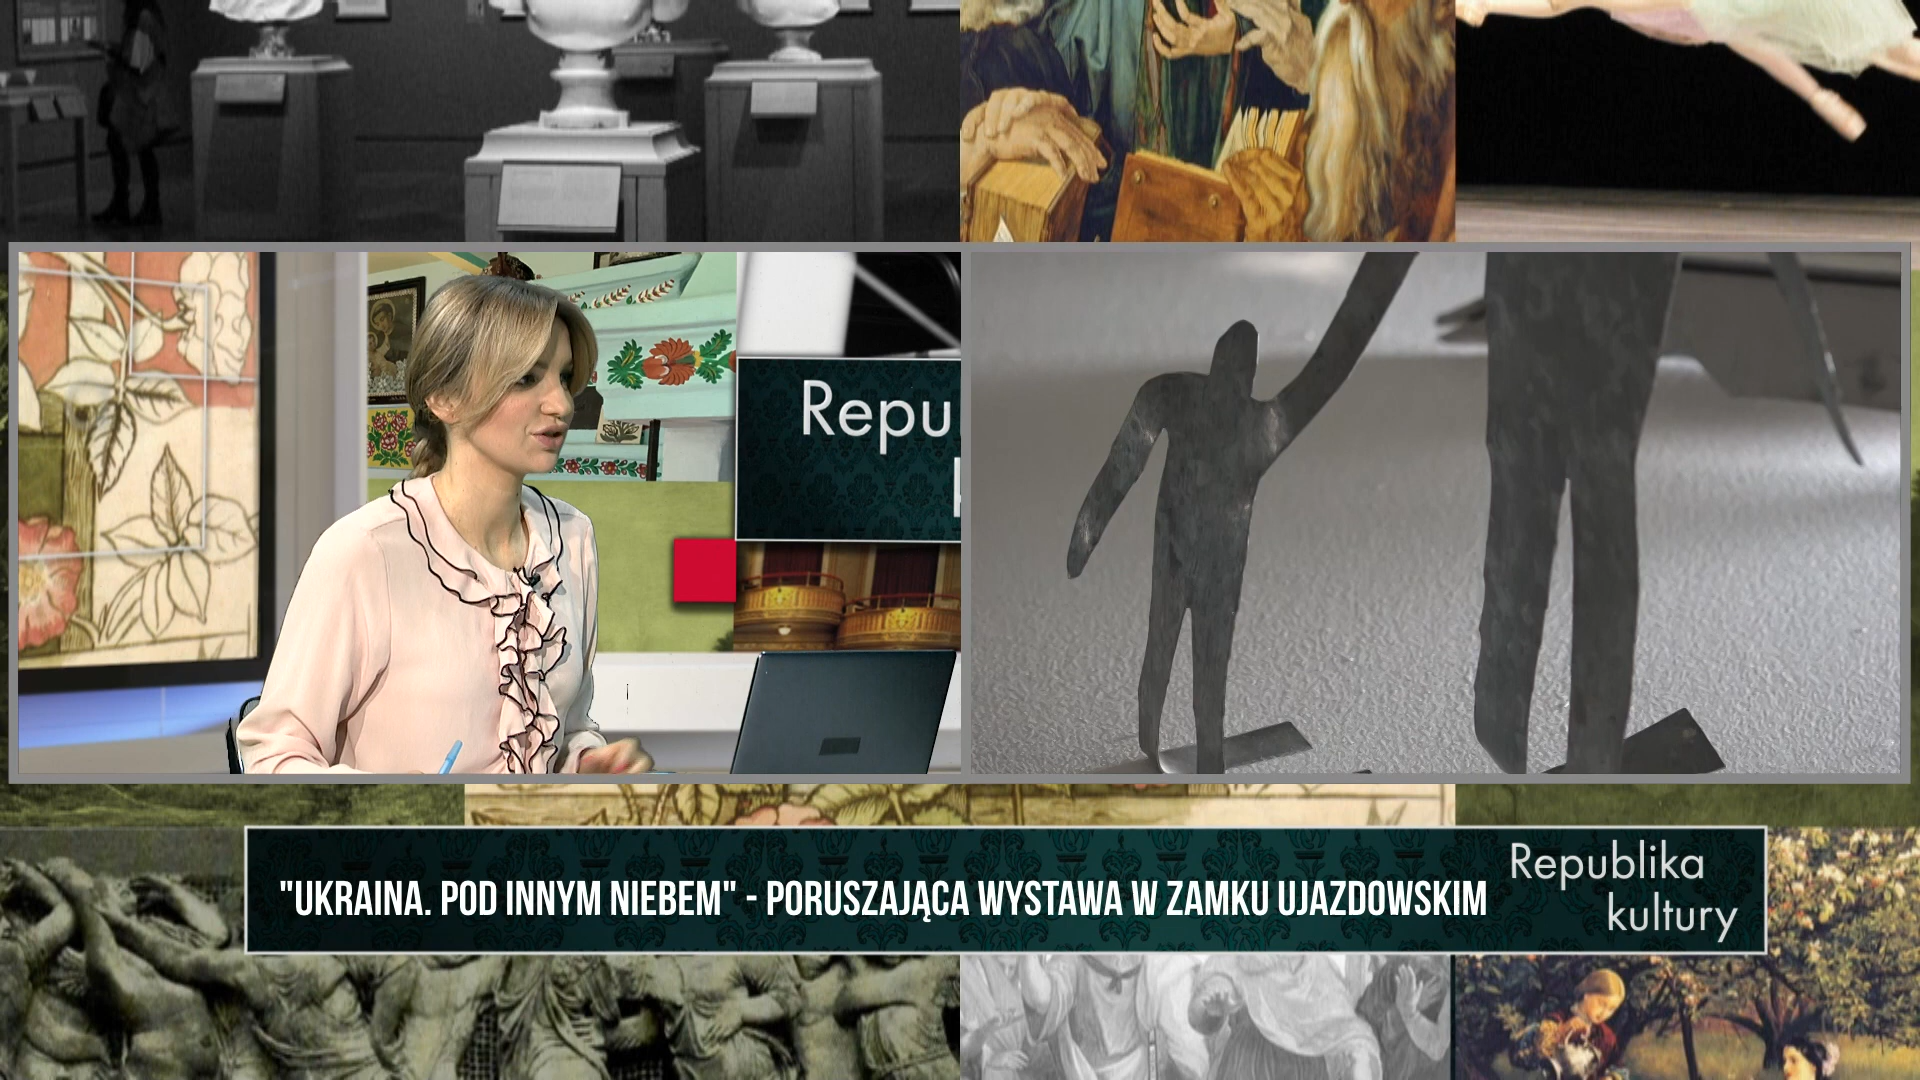 Repu
"UKRAINA. POD INNYM NIEBEM" - PORUSZAJĄCA WYSTAWA W ZAMKU UJAZDOWSKIM
Republika
kultury